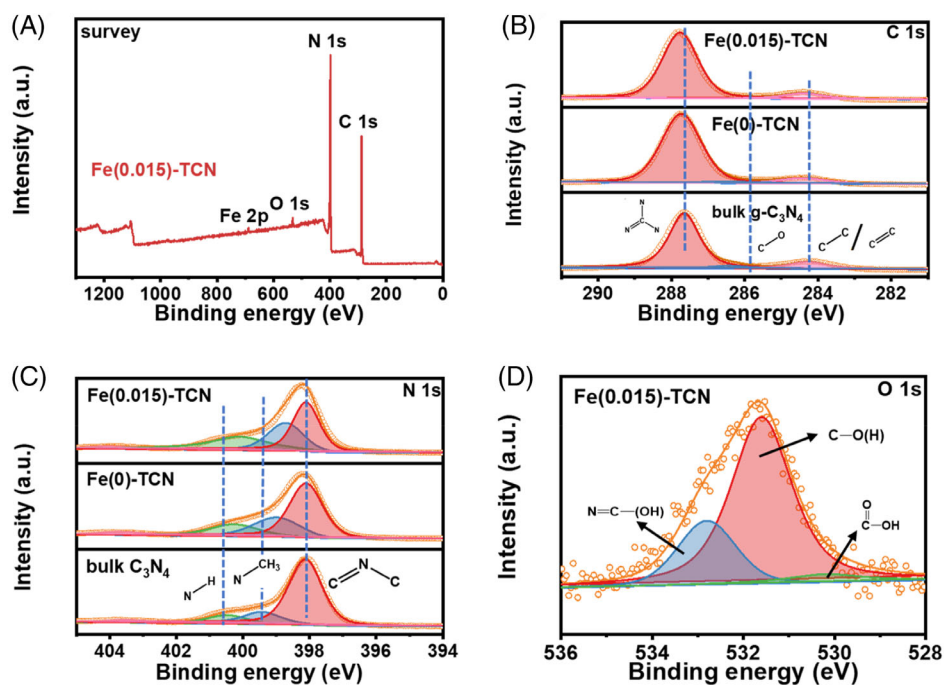 (A)
survey
N 1s
C 1s
Fe(0.015)-TCN
O 1s
Fe 2p
Intensity (a.u.)
1200 1000 800 600 400 200 0
Binding energy (eV)
(B)
Fe(0.015)-TCN
C 1s
Fe(0)-TCN
bulk g-C₃N₄
N
N C N
C O
C C / C C
Intensity (a.u.)
290 288 286 284 282
Binding energy (eV)
(C)
N 1s
Fe(0.015)-TCN
Fe(0)-TCN
bulk C₃N₄
N H
N CH₃
C N C
Intensity (a.u.)
404 402 400 398 396 394
Binding energy (eV)
(D)
Fe(0.015)-TCN
O 1s
C—O(H)
N=C—(OH)
O
C OH
Intensity (a.u.)
536 534 532 530 528
Binding energy (eV)